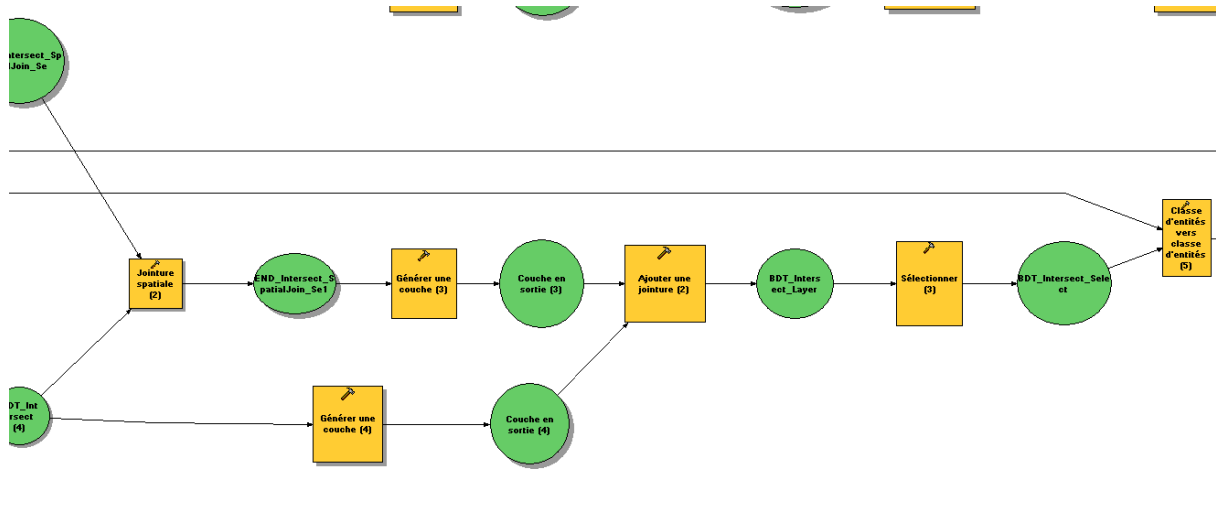 ntersect_Sp
lJoin_Se
Jointure
spatiale
(2)
END_Intersect_S
patialJoin_Se1
Générer une
couche (3)
Couche en
sortie (3)
Ajouter une
jointure (2)
BDT_Inters
ect_Layer
Sélectionner
(3)
BDT_Intersect_Sele
ct
Classe
d'entités
vers
classe
d'entités
(5)
DT_Int
rsect
(4)
Générer une
couche (4)
Couche en
sortie (4)